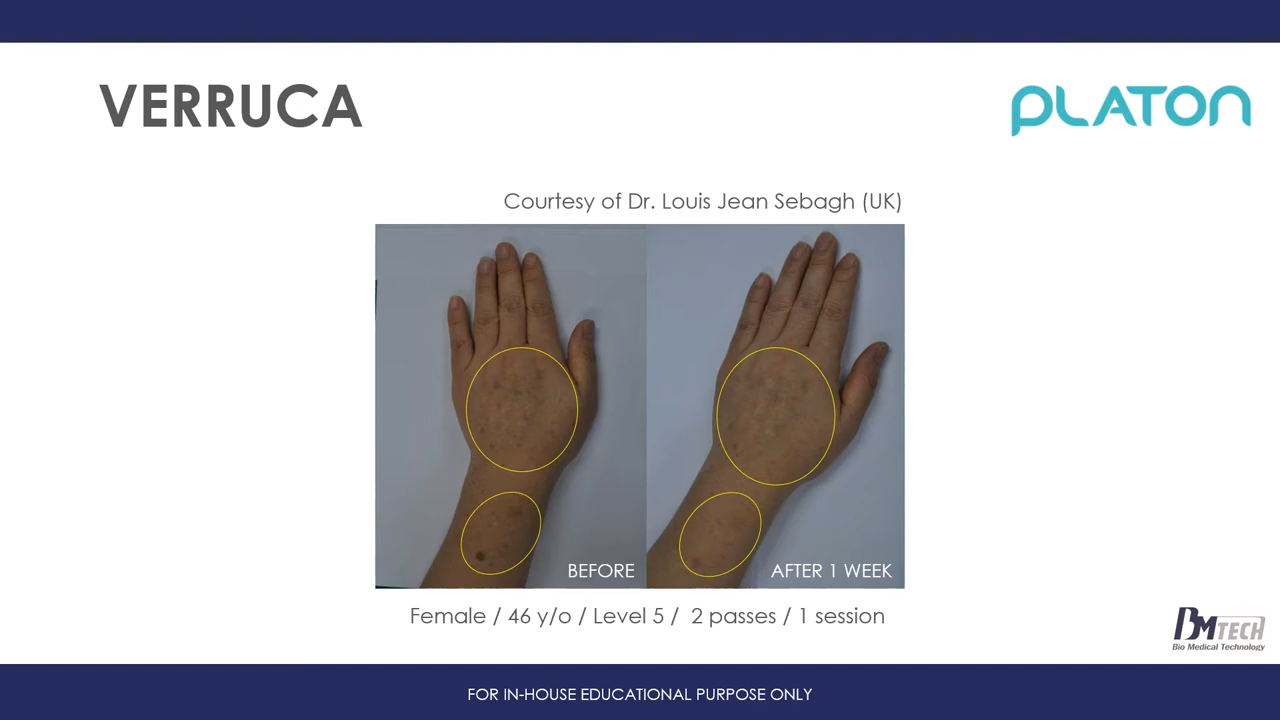 VERRUCA
PLATON
Courtesy of Dr. Louis Jean Sebagh (UK)
BEFORE
AFTER 1 WEEK
Female / 46 y/o / Level 5 /  2 passes / 1 session
BMTECH
Bio Medical Technology
FOR IN-HOUSE EDUCATIONAL PURPOSE ONLY